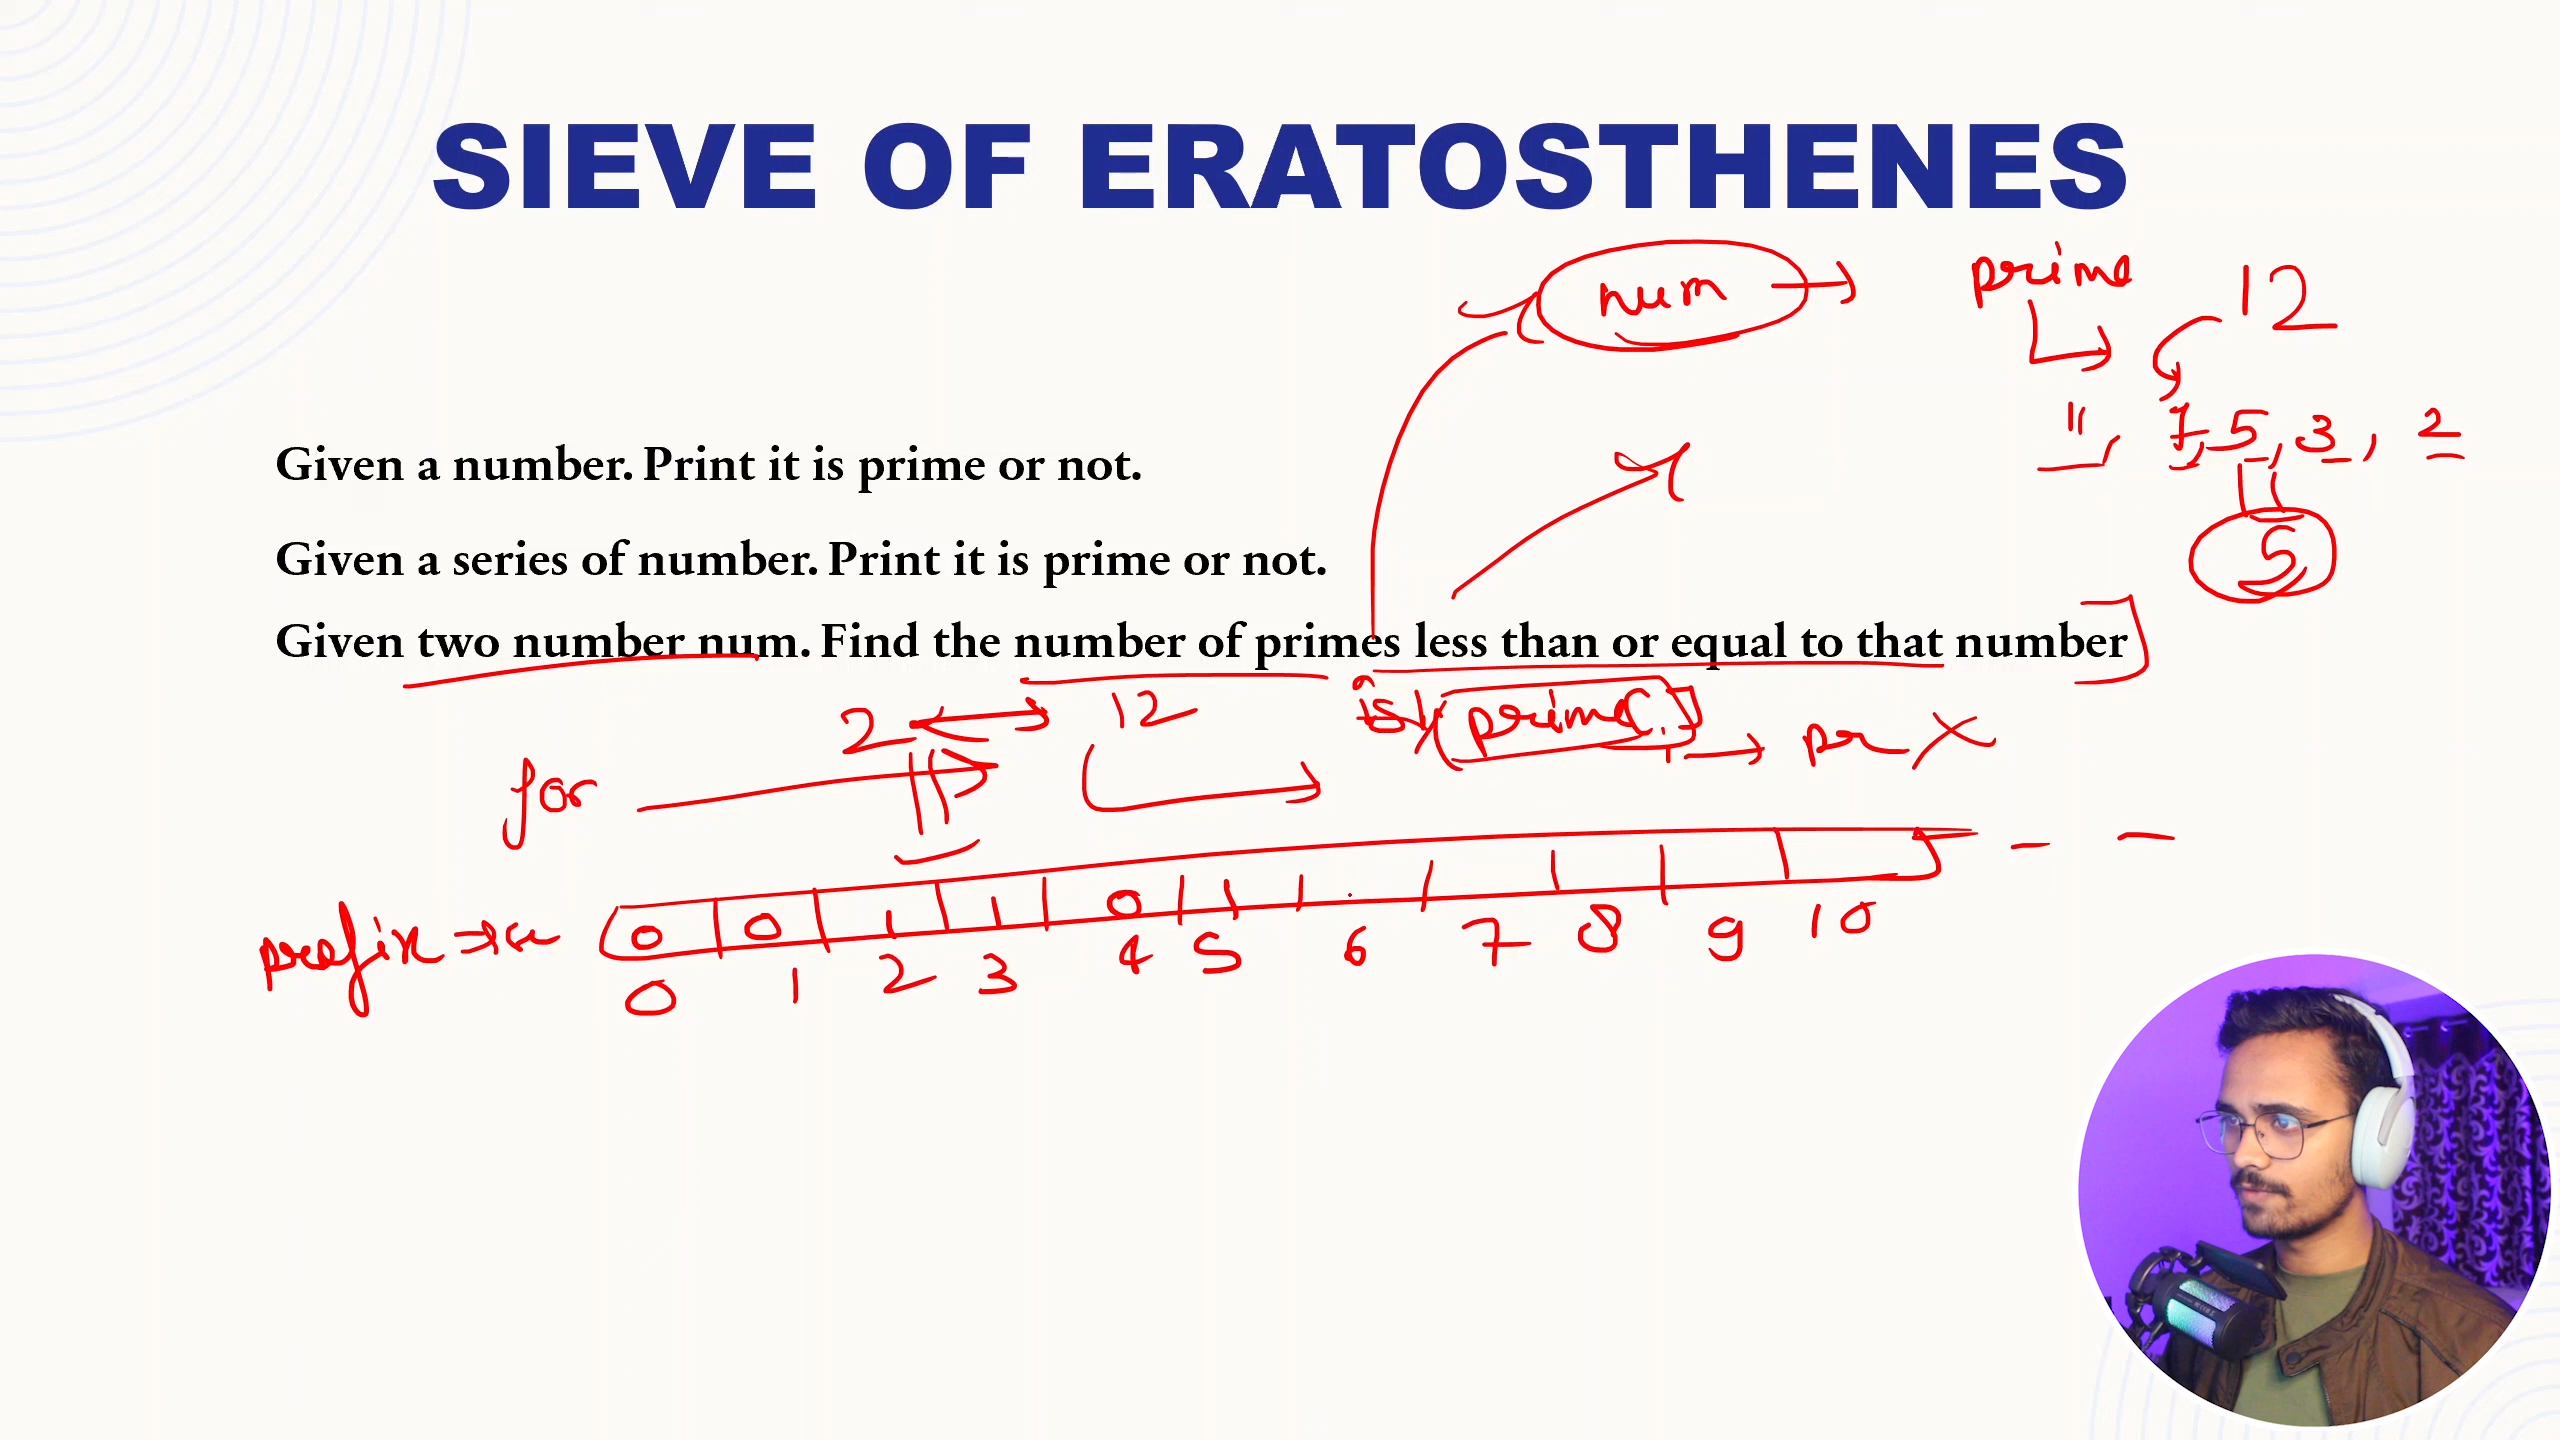 SIEVE OF ERATOSTHENES
num → prime 12
11, 7, 5, 3, 2
5
Given a number. Print it is prime or not.
Given a series of number. Print it is prime or not.
Given two number num. Find the number of primes less than or equal to that number
2 ↔ 12 is prime
for
prefix →
0 0 1 1 0 1
0 1 2 3 4 5 6 7 8 9 10